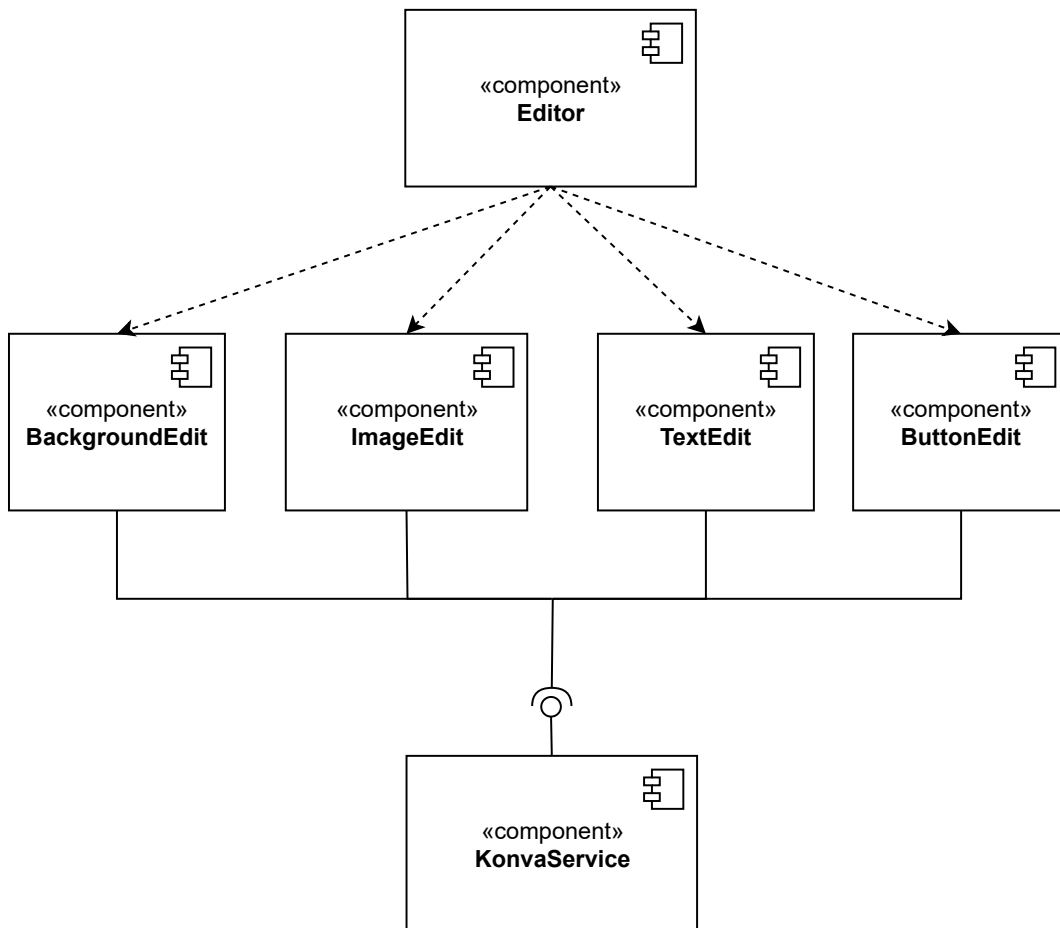 «component»
Editor
«component»
BackgroundEdit
«component»
ImageEdit
«component»
TextEdit
«component»
ButtonEdit
«component»
KonvaService